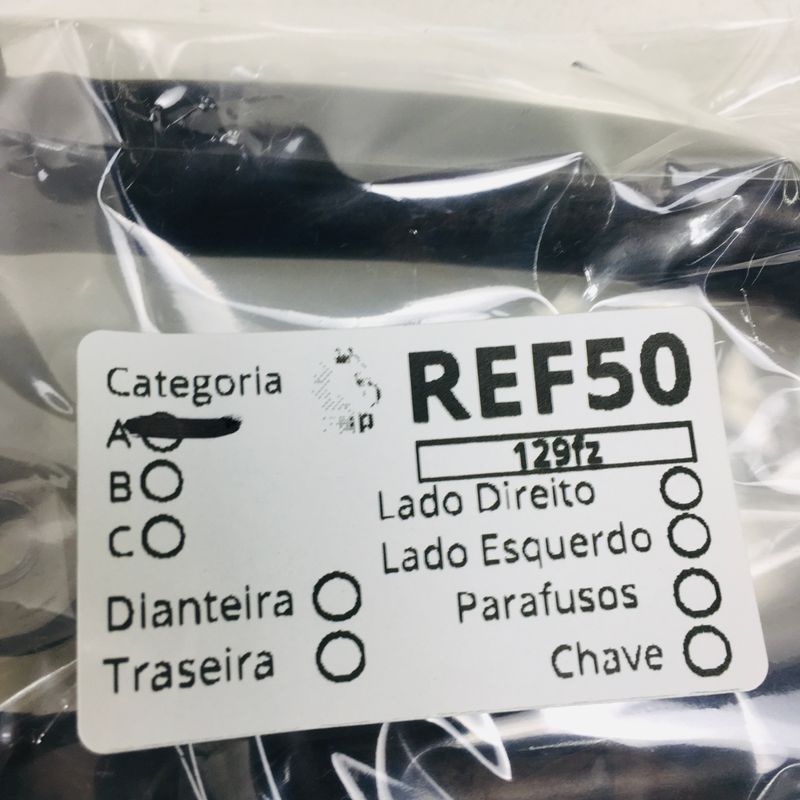 Categoria
A
B
C
Dianteira
Traseira
REF50
129fz
Lado Direito
Lado Esquerdo
Parafusos
Chave